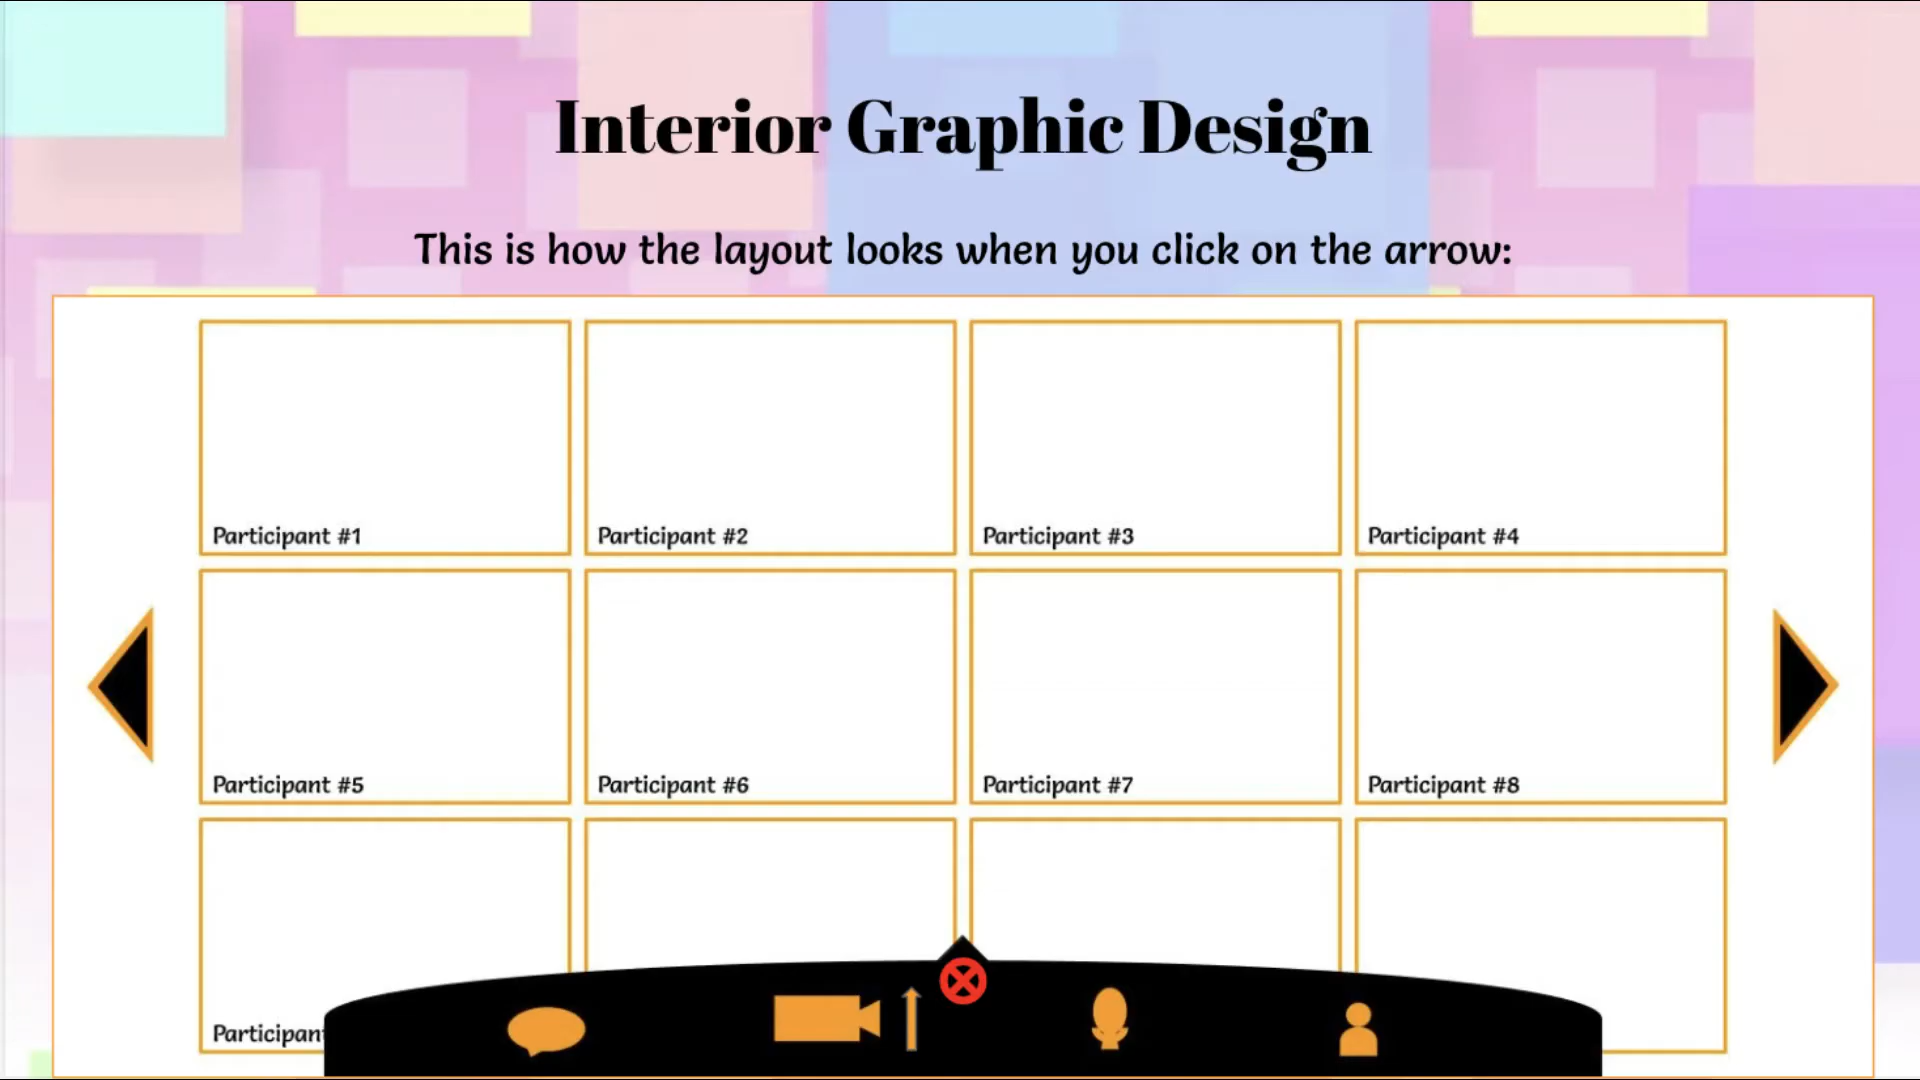 Interior Graphic Design
This is how the layout looks when you click on the arrow:
Participant #1
Participant #2
Participant #3
Participant #4
Participant #5
Participant #6
Participant #7
Participant #8
Participant